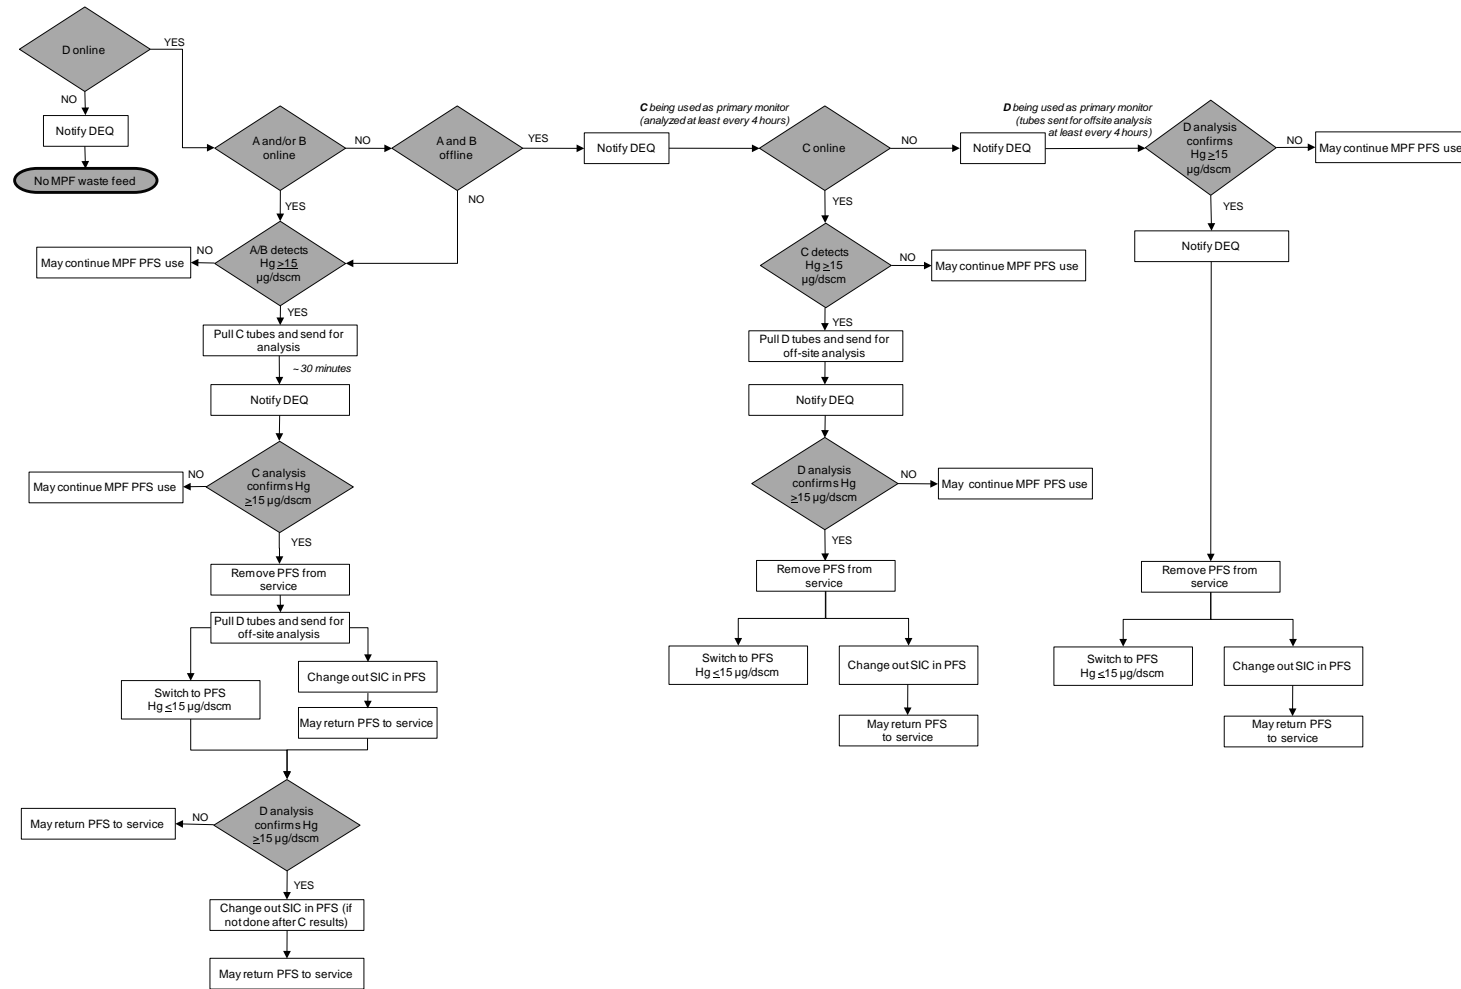 D online
YES
NO
Notify DEQ
No MPF waste feed
A and/or B
online
NO
A and B
offline
YES
NO
YES
Notify DEQ
C being used as primary monitor
(analyzed at least every 4 hours)
C online
NO
YES
Notify DEQ
D being used as primary monitor
(tubes sent for offsite analysis
at least every 4 hours)
D analysis
confirms
Hg ≥15
µg/dscm
NO
May continue MPF PFS use
YES
Notify DEQ
Remove PFS from
service
Switch to PFS
Hg ≤15 µg/dscm
Change out SIC in PFS
May return PFS
to service
A/B detects
Hg ≥15
µg/dscm
NO
May continue MPF PFS use
YES
Pull C tubes and send for
analysis
~ 30 minutes
Notify DEQ
C analysis
confirms Hg
≥15 µg/dscm
NO
May continue MPF PFS use
YES
Remove PFS from
service
Pull D tubes and send for
off-site analysis
Switch to PFS
Hg ≤15 µg/dscm
Change out SIC in PFS
May return PFS to service
D analysis
confirms Hg
≥15 µg/dscm
NO
May return PFS to service
YES
Change out SIC in PFS (if
not done after C results)
May return PFS to service
C detects
Hg ≥15
µg/dscm
NO
May continue MPF PFS use
YES
Pull D tubes and send for
off-site analysis
Notify DEQ
D analysis
confirms Hg
≥15 µg/dscm
NO
May continue MPF PFS use
YES
Remove PFS from
service
Switch to PFS
Hg ≤15 µg/dscm
Change out SIC in PFS
May return PFS
to service